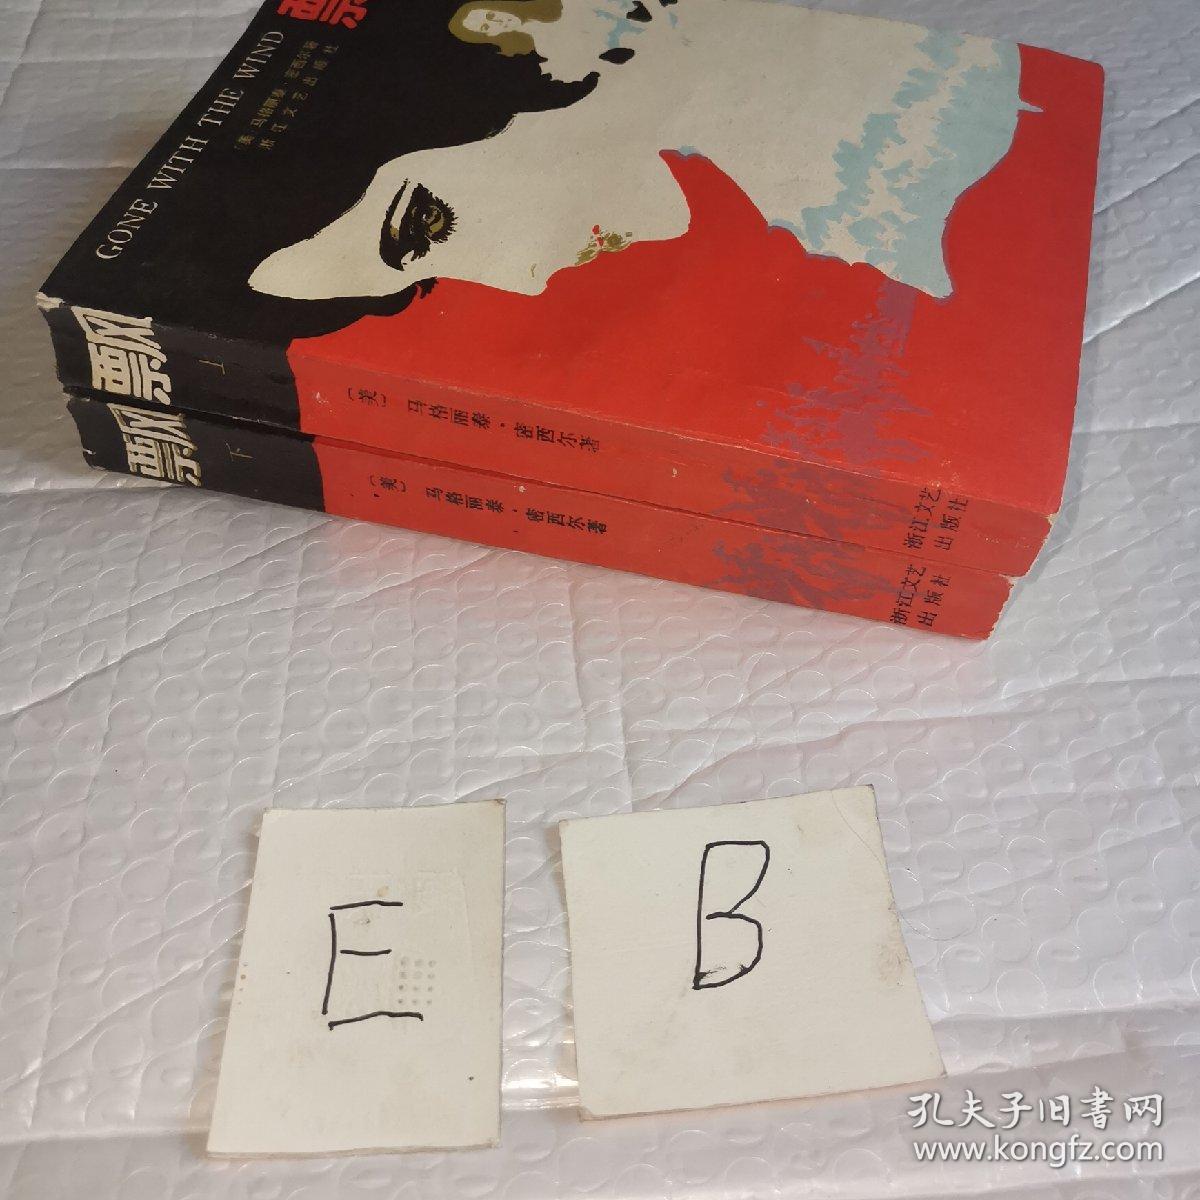 飘
GONE WITH THE WIND
[美] 马格丽泰·密西尔著
浙江文艺出版社
飘 上 [美] 马格丽泰·密西尔著 浙江文艺出版社
飘 下 [美] 马格丽泰·密西尔著 浙江文艺出版社
E
B
孔夫子旧書网
www.kongfz.com